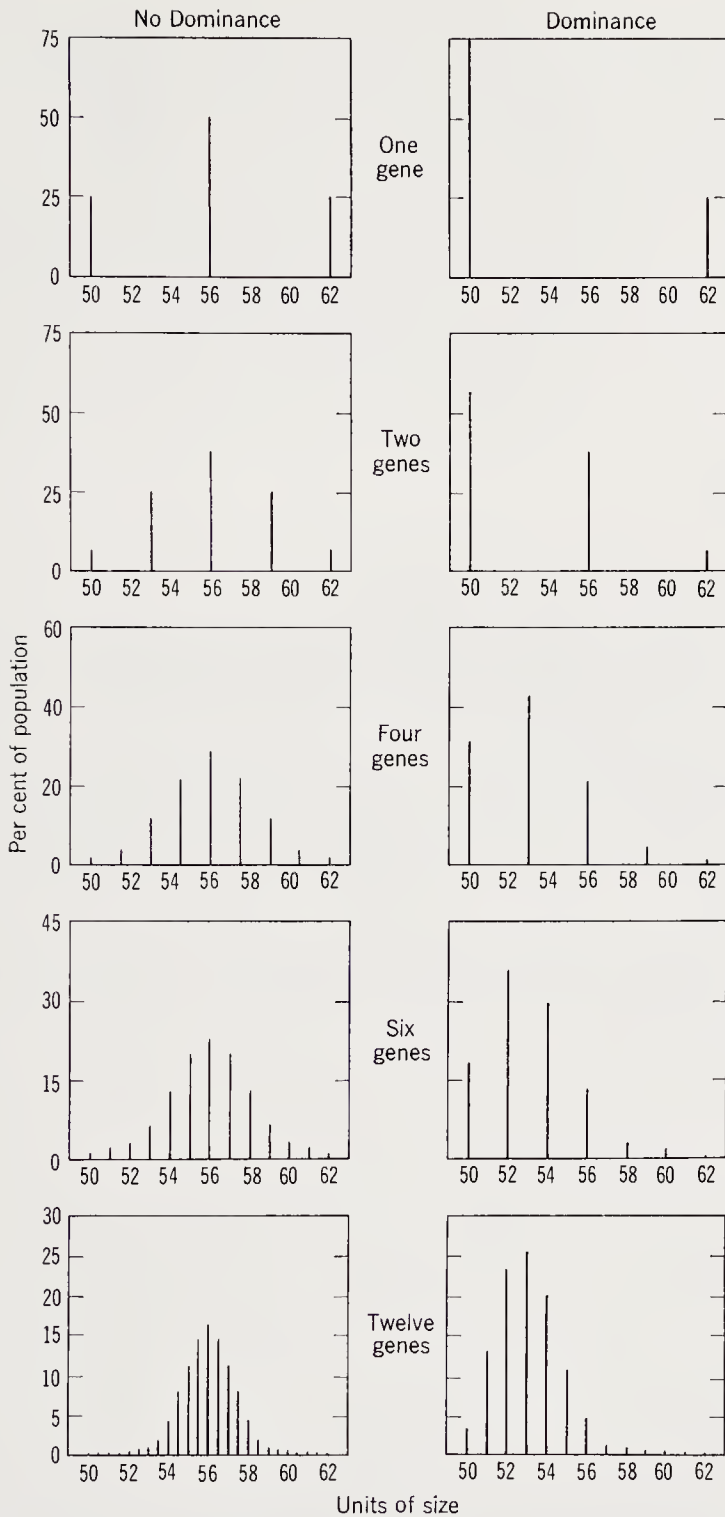 No Dominance
Dominance
75
50
25
0
50 52 54 56 58 60 62
One
gene
50 52 54 56 58 60 62
75
50
25
0
50 52 54 56 58 60 62
Two
genes
50 52 54 56 58 60 62
Per cent of population
60
40
20
0
50 52 54 56 58 60 62
Four
genes
50 52 54 56 58 60 62
45
30
15
0
50 52 54 56 58 60 62
Six
genes
50 52 54 56 58 60 62
30
25
20
15
10
5
0
50 52 54 56 58 60 62
Twelve
genes
50 52 54 56 58 60 62
Units of size